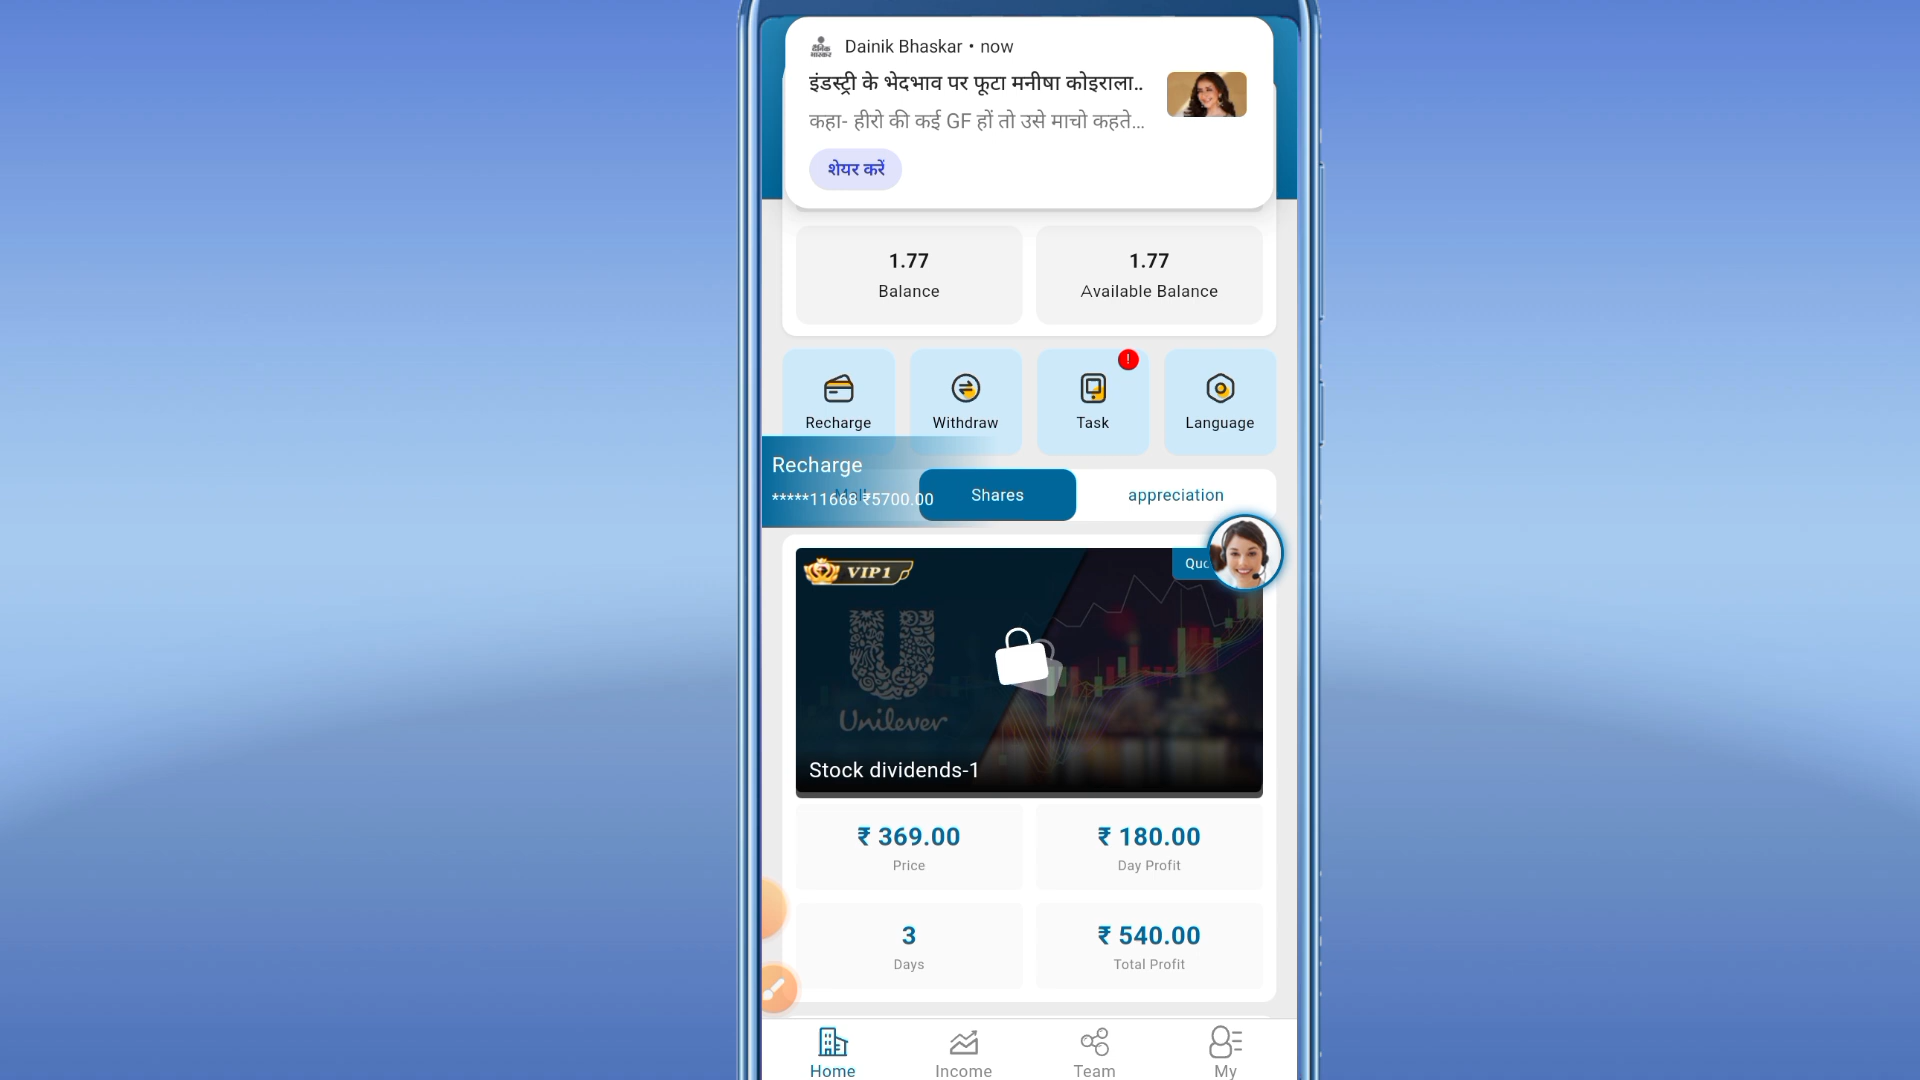 Dainik Bhaskar • now
इंडस्ट्री के भेदभाव पर फूटा मनीषा कोइराला..
कहा- हीरो की कई GF हों तो उसे माचो कहते...
शेयर करें
1.77
Balance
1.77
Available Balance
Recharge
Withdraw
!
Task
Language
Recharge
*****11668 ₹5700.00
Shares
appreciation
VIP1
Unilever
Stock dividends-1
₹ 369.00
Price
₹ 180.00
Day Profit
3
Days
₹ 540.00
Total Profit
Home
Income
Team
My